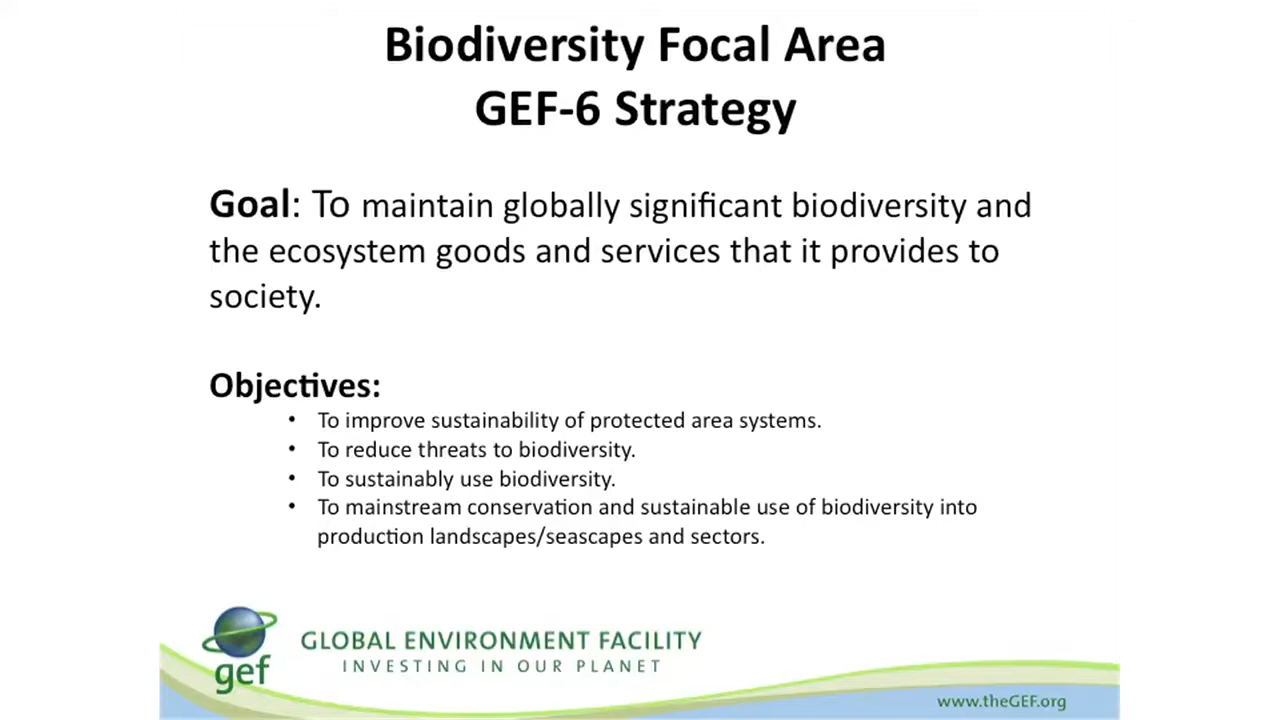 Biodiversity Focal Area
GEF-6 Strategy
Goal: To maintain globally significant biodiversity and
the ecosystem goods and services that it provides to
society.
Objectives:
• To improve sustainability of protected area systems.
• To reduce threats to biodiversity.
• To sustainably use biodiversity.
• To mainstream conservation and sustainable use of biodiversity into
production landscapes/seascapes and sectors.
gef
GLOBAL ENVIRONMENT FACILITY
INVESTING IN OUR PLANET
www.theGEF.org